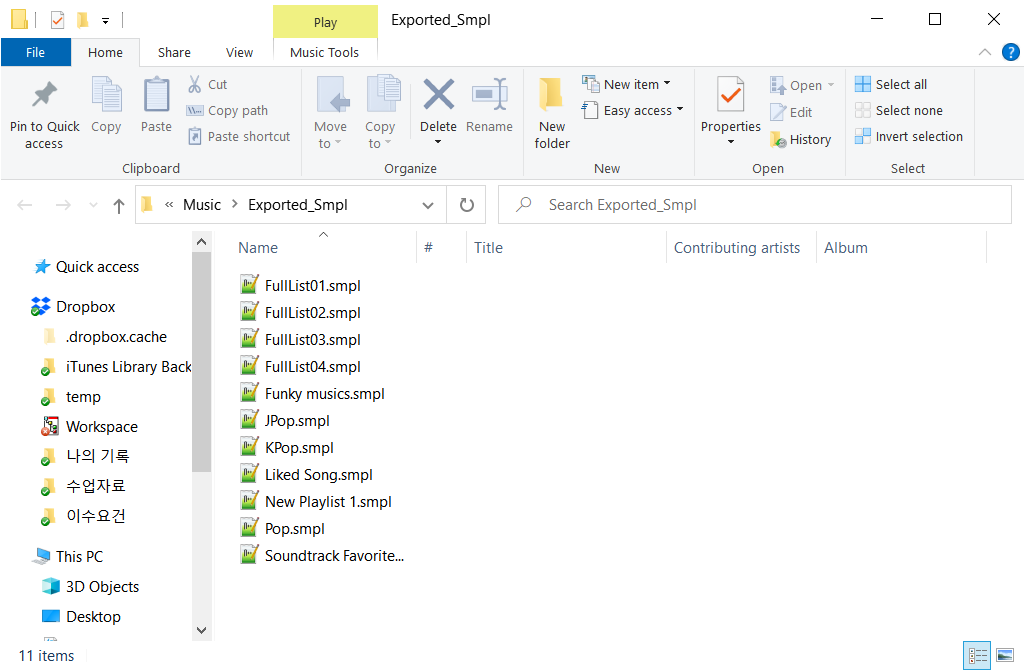 Play
Exported_Smpl
File
Home
Share
View
Music Tools
Pin to Quick access
Copy
Paste
Cut
Copy path
Paste shortcut
Clipboard
Move to
Copy to
Delete
Rename
Organize
New folder
New item
Easy access
New
Properties
Open
Edit
History
Open
Select all
Select none
Invert selection
Select
« Music > Exported_Smpl
Search Exported_Smpl
Quick access
Dropbox
.dropbox.cache
iTunes Library Back
temp
Workspace
나의 기록
수업자료
이수요건
This PC
3D Objects
Desktop
Name
#
Title
Contributing artists
Album
FullList01.smpl
FullList02.smpl
FullList03.smpl
FullList04.smpl
Funky musics.smpl
JPop.smpl
KPop.smpl
Liked Song.smpl
New Playlist 1.smpl
Pop.smpl
Soundtrack Favorite...
11 items